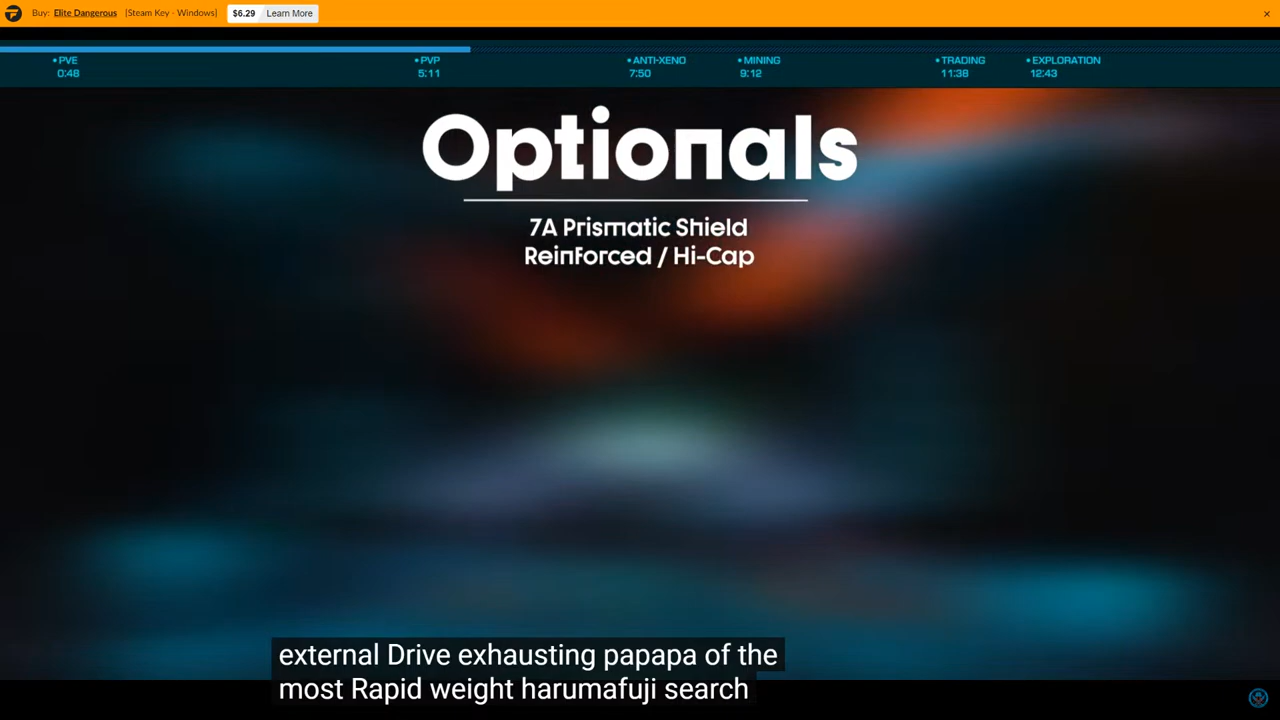 Buy: Elite Dangerous [Steam Key - Windows] $6.29 Learn More ×
• PVE • PVP • ANTI-XENO • MINING • TRADING • EXPLORATION
0:48 5:11 7:50 9:12 11:38 12:43
Optionals
7A Prismatic Shield
Reinforced / Hi-Cap
external Drive exhausting papapa of the
most Rapid weight harumafuji search